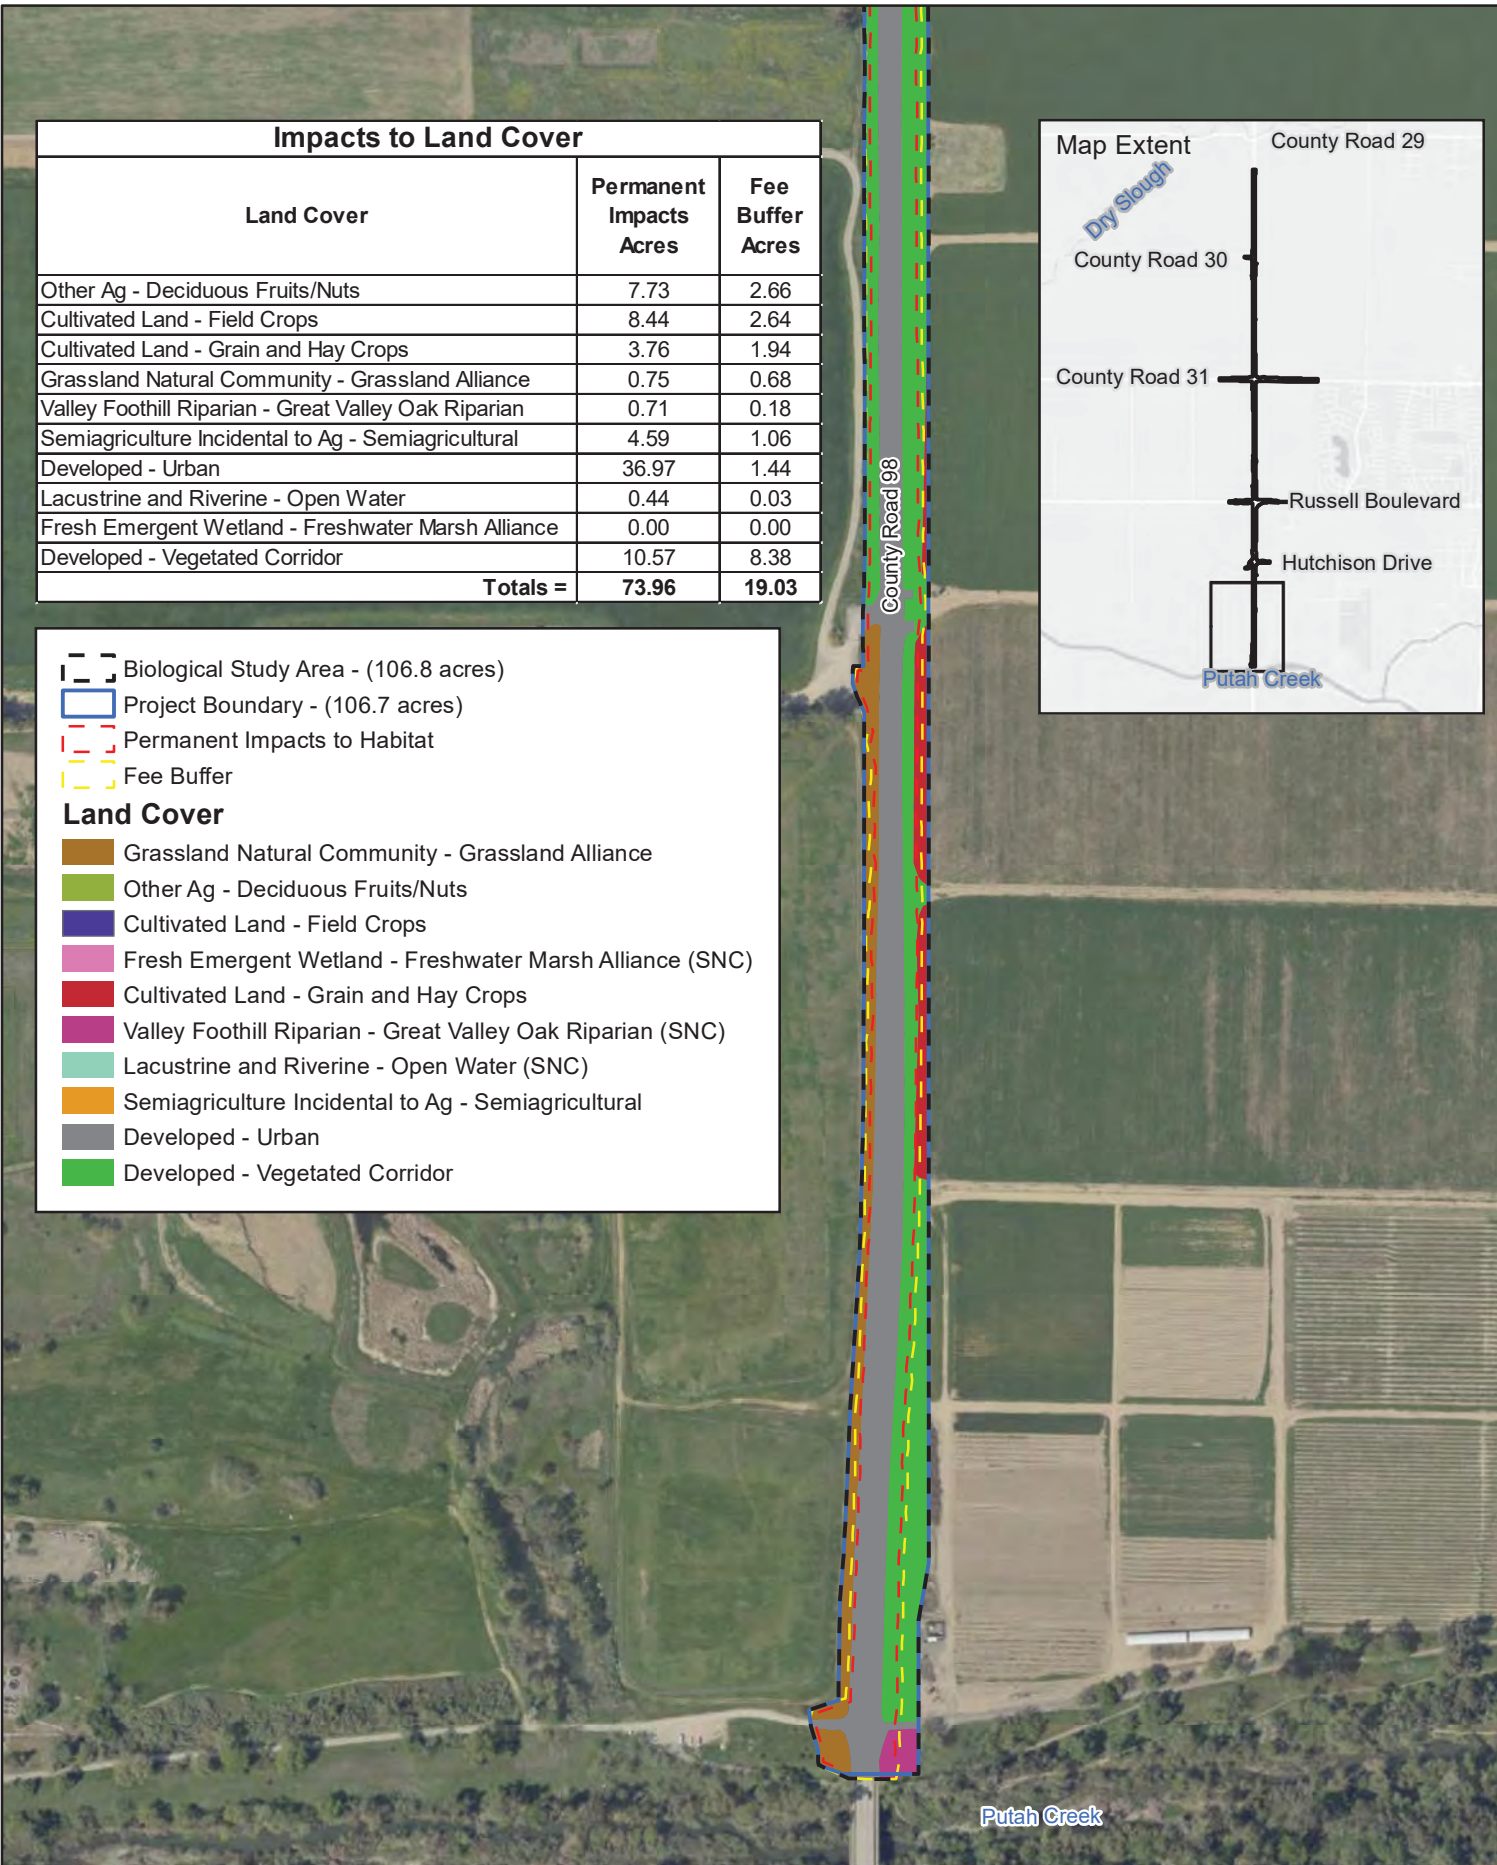 Impacts to Land Cover
Land Cover
Permanent
Impacts
Acres
Fee
Buffer
Acres
Other Ag - Deciduous Fruits/Nuts 7.73 2.66
Cultivated Land - Field Crops 8.44 2.64
Cultivated Land - Grain and Hay Crops 3.76 1.94
Grassland Natural Community - Grassland Alliance 0.75 0.68
Valley Foothill Riparian - Great Valley Oak Riparian 0.71 0.18
Semiagriculture Incidental to Ag - Semiagricultural 4.59 1.06
Developed - Urban 36.97 1.44
Lacustrine and Riverine - Open Water 0.44 0.03
Fresh Emergent Wetland - Freshwater Marsh Alliance 0.00 0.00
Developed - Vegetated Corridor 10.57 8.38
Totals = 73.96 19.03
Biological Study Area - (106.8 acres)
Project Boundary - (106.7 acres)
Permanent Impacts to Habitat
Fee Buffer
Land Cover
Grassland Natural Community - Grassland Alliance
Other Ag - Deciduous Fruits/Nuts
Cultivated Land - Field Crops
Fresh Emergent Wetland - Freshwater Marsh Alliance (SNC)
Cultivated Land - Grain and Hay Crops
Valley Foothill Riparian - Great Valley Oak Riparian (SNC)
Lacustrine and Riverine - Open Water (SNC)
Semiagriculture Incidental to Ag - Semiagricultural
Developed - Urban
Developed - Vegetated Corridor
County Road 98
Map Extent
County Road 29
Dry Slough
County Road 30
County Road 31
Russell Boulevard
Hutchison Drive
Putah Creek
Putah Creek